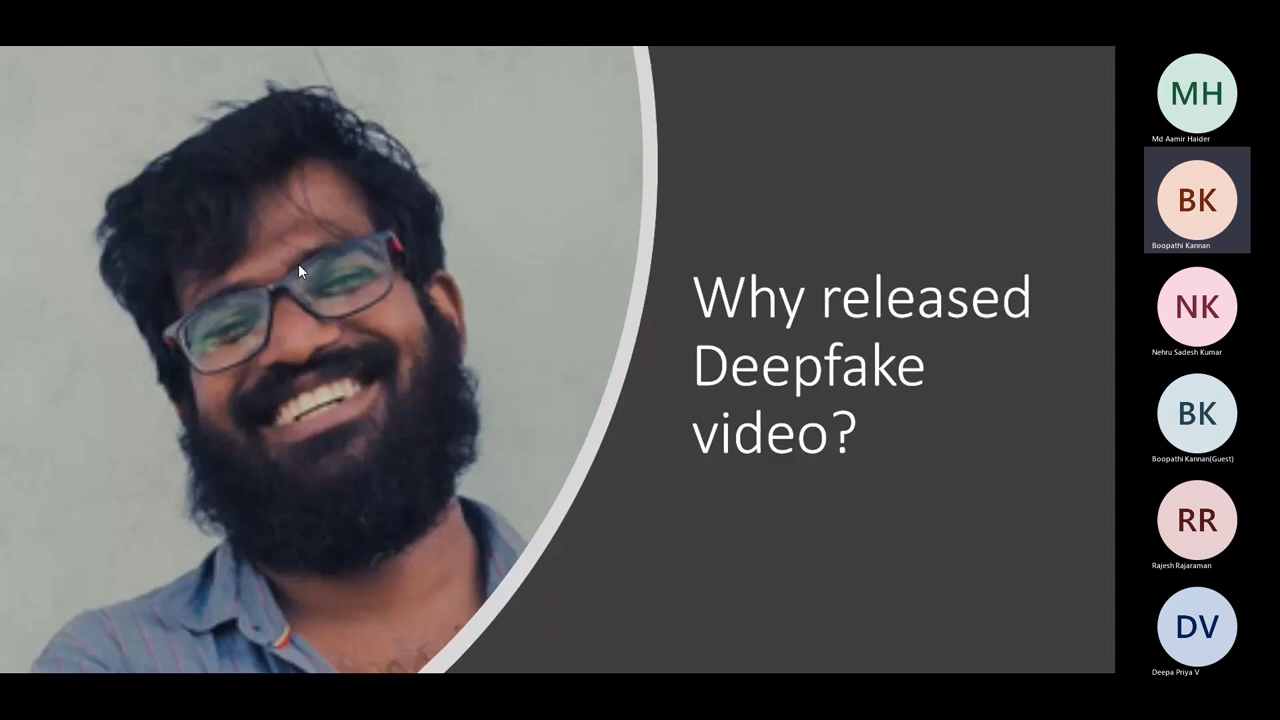 Why released
Deepfake
video?
MH
Md Aamir Haider
BK
Boopathi Kannan
NK
Nehru Sadesh Kumar
BK
Boopathi Kannan(Guest)
RR
Rajesh Rajaraman
DV
Deepa Priya V